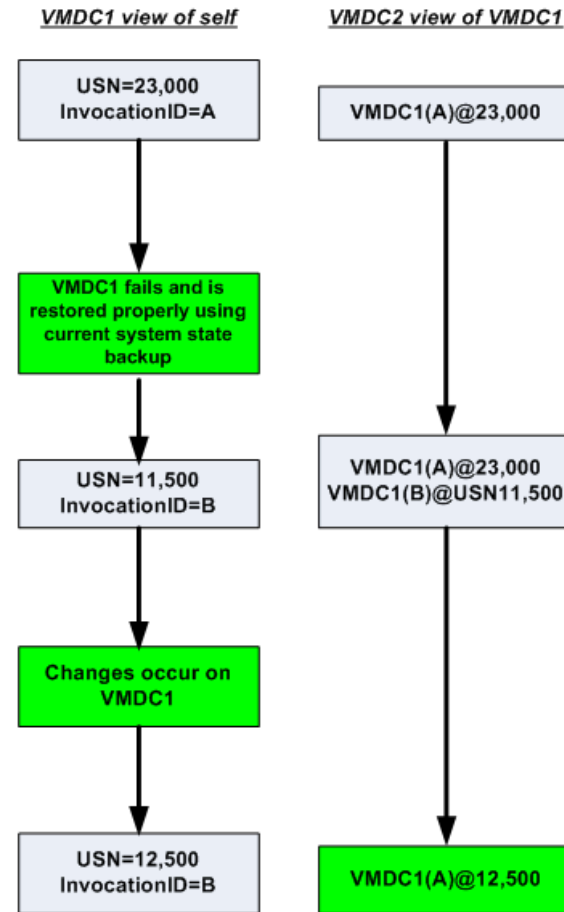 VMDC1 view of self
VMDC2 view of VMDC1
USN=23,000
InvocationID=A
VMDC1(A)@23,000
VMDC1 fails and is
restored properly using
current system state
backup
USN=11,500
InvocationID=B
VMDC1(A)@23,000
VMDC1(B)@USN11,500
Changes occur on
VMDC1
USN=12,500
InvocationID=B
VMDC1(A)@12,500